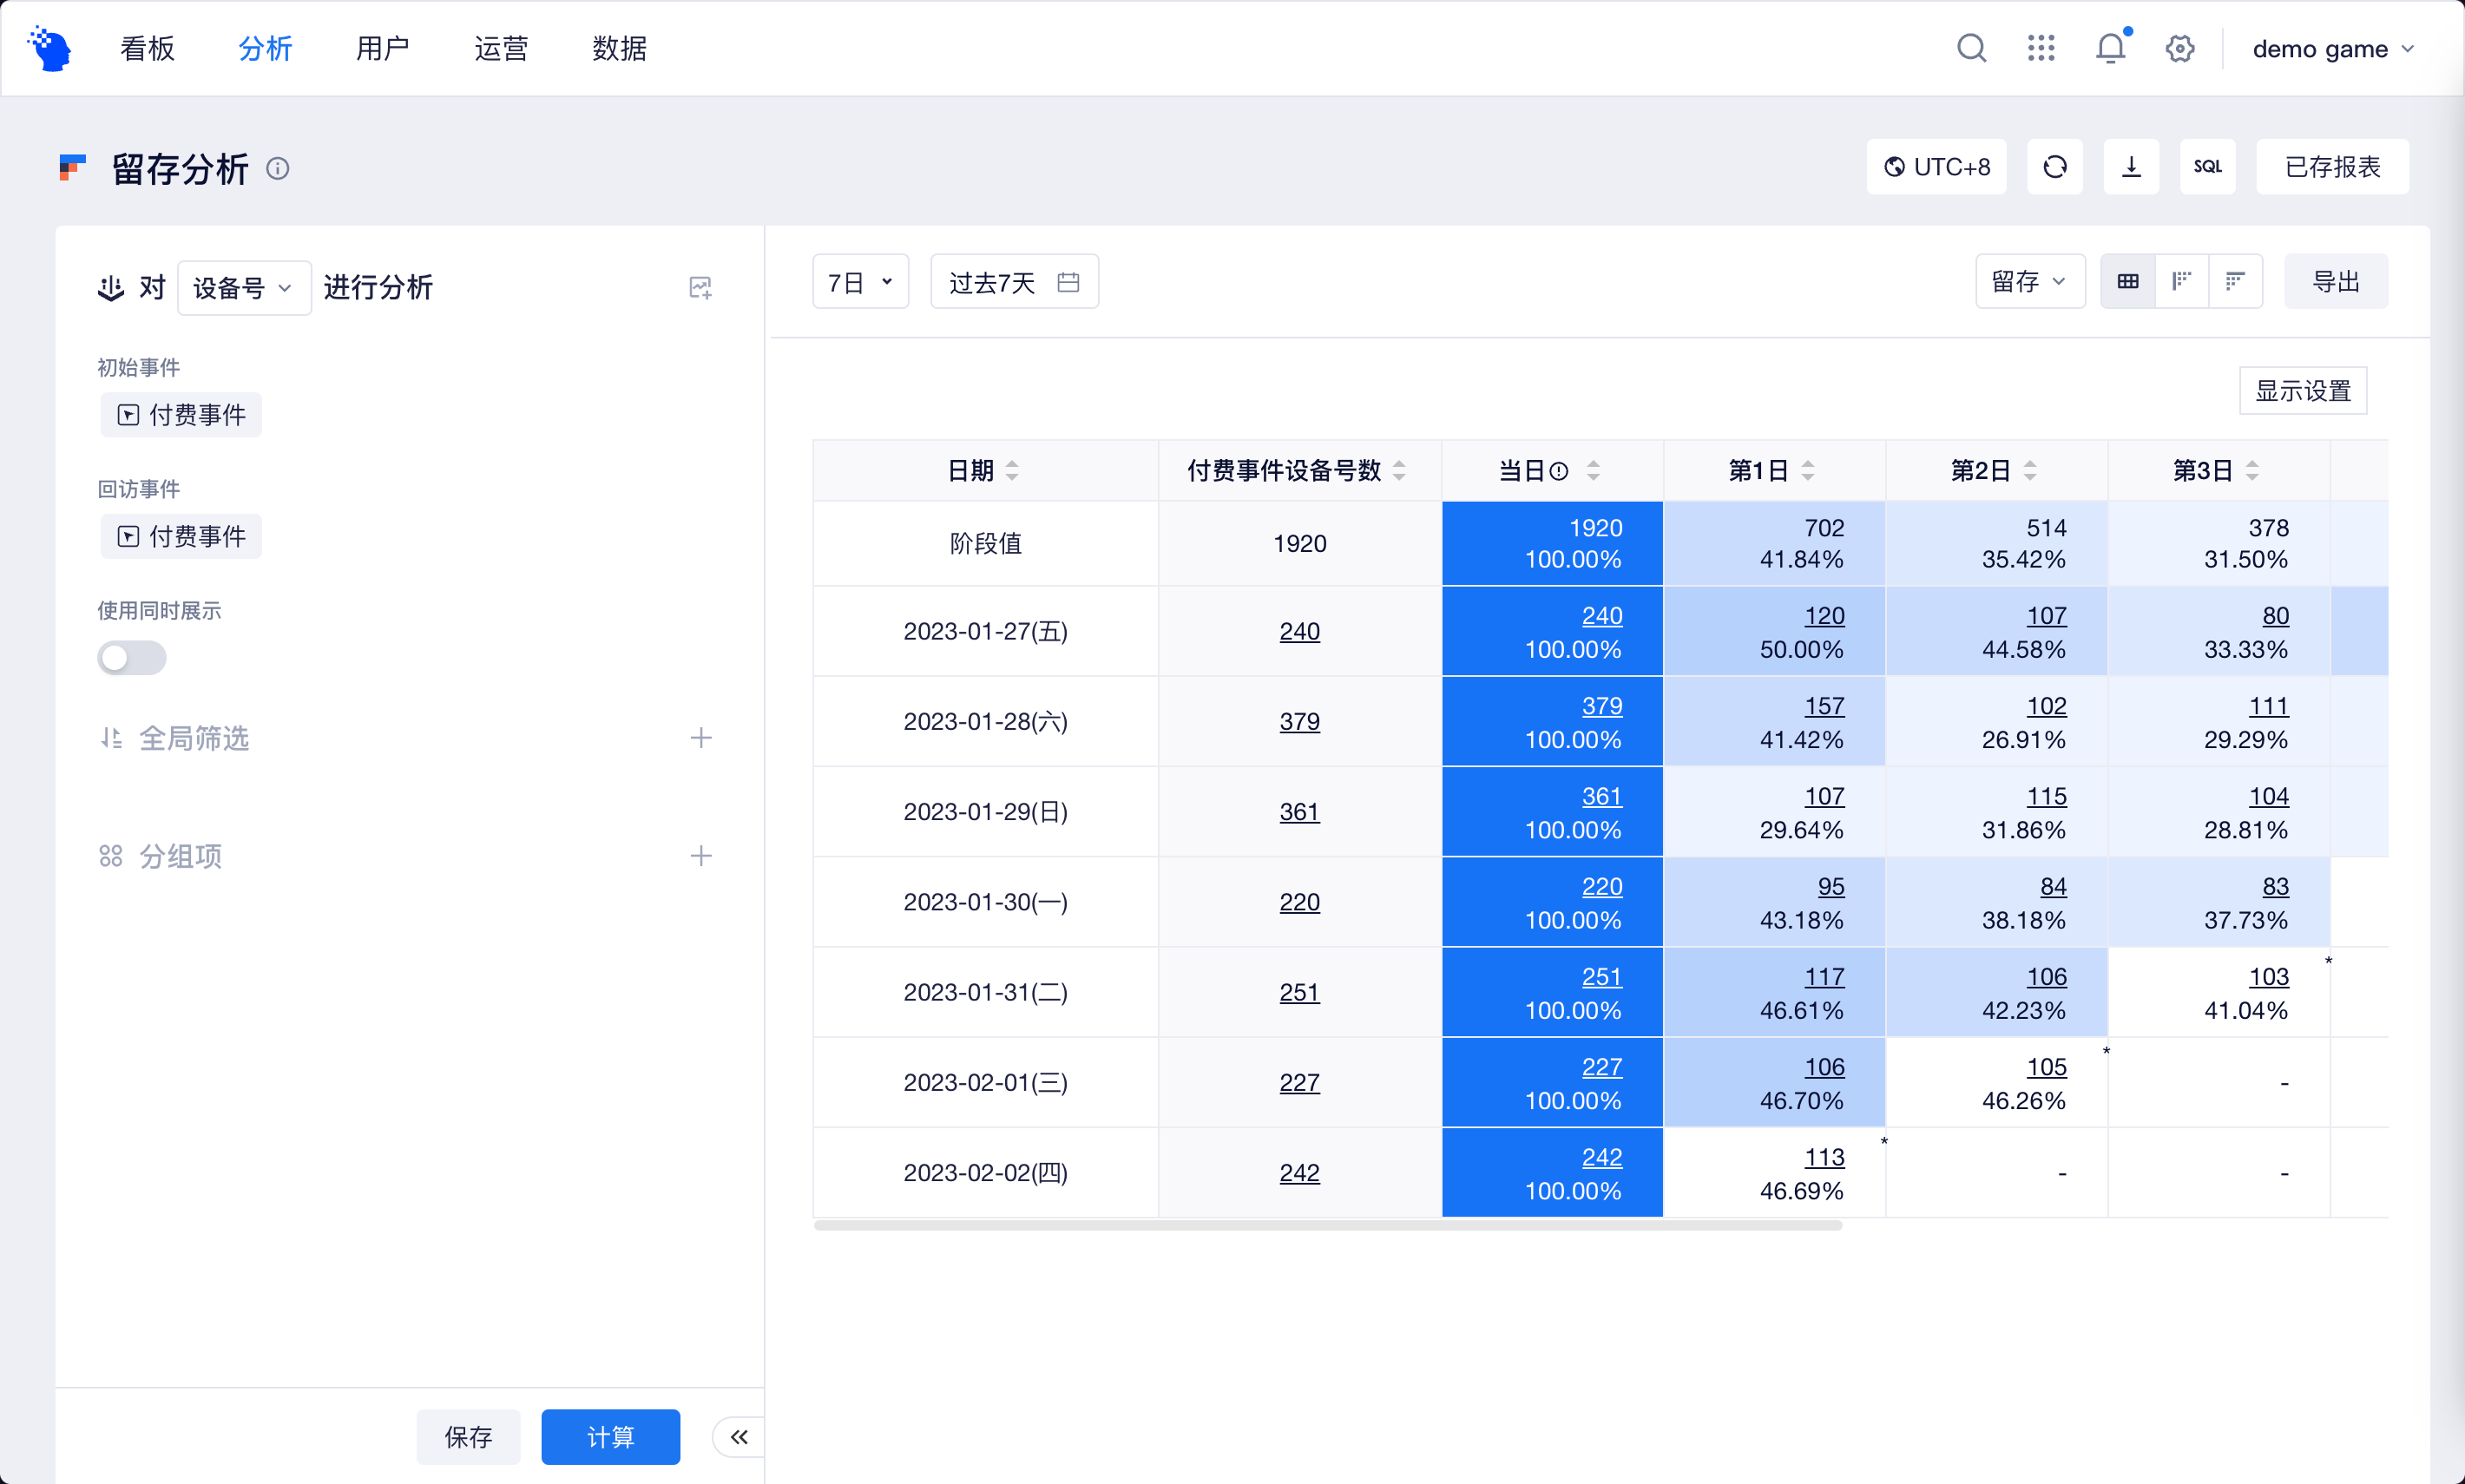 看板 分析 用户 运营 数据 demo game
留存分析 UTC+8 SQL 已存报表
对 设备号 进行分析
初始事件
付费事件
回访事件
付费事件
使用同时展示
全局筛选
分组项
保存 计算
7日 过去7天 留存 导出
显示设置
日期 付费事件设备号数 当日 第1日 第2日 第3日
阶段值 1920 1920 702 514 378
100.00% 41.84% 35.42% 31.50%
2023-01-27(五) 240 240 120 107 80
100.00% 50.00% 44.58% 33.33%
2023-01-28(六) 379 379 157 102 111
100.00% 41.42% 26.91% 29.29%
2023-01-29(日) 361 361 107 115 104
100.00% 29.64% 31.86% 28.81%
2023-01-30(一) 220 220 95 84 83
100.00% 43.18% 38.18% 37.73%
2023-01-31(二) 251 251 117 106 103 *
100.00% 46.61% 42.23% 41.04%
2023-02-01(三) 227 227 106 105 * -
100.00% 46.70% 46.26%
2023-02-02(四) 242 242 113 * - -
100.00% 46.69%